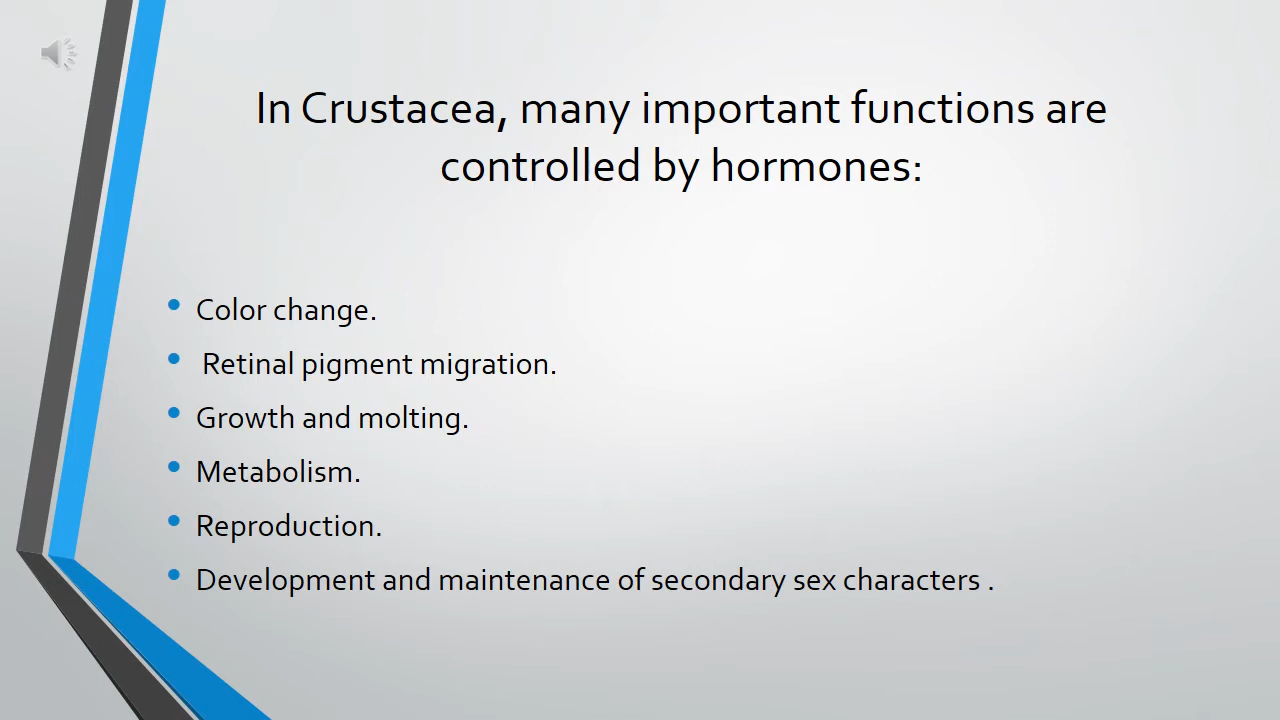 In Crustacea, many important functions are
controlled by hormones:
• Color change.
• Retinal pigment migration.
• Growth and molting.
• Metabolism.
• Reproduction.
• Development and maintenance of secondary sex characters .